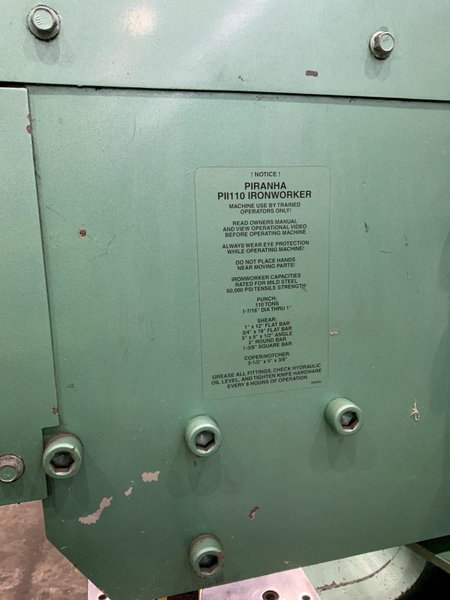 ! NOTICE !
PIRANHA
PII110 IRONWORKER
MACHINE USE BY TRAINED
OPERATORS ONLY!
READ OWNERS MANUAL
AND VIEW OPERATIONAL VIDEO
BEFORE OPERATING MACHINE
ALWAYS WEAR EYE PROTECTION
WHILE OPERATING MACHINE!
DO NOT PLACE HANDS
NEAR MOVING PARTS!
IRONWORKER CAPACITIES
RATED FOR MILD STEEL
60,000 PSI TENSILE STRENGTH
PUNCH:
110 TONS
1-7/16" DIA THRU 1"
SHEAR:
1" x 12" FLAT BAR
3/4" x 18" FLAT BAR
5" x 5" x 1/2" ANGLE
2" ROUND BAR
1-3/8" SQUARE BAR
COPER/NOTCHER:
3-1/2" x 5" x 3/8"
GREASE ALL FITTINGS, CHECK HYDRAULIC
OIL LEVEL, AND TIGHTEN KNIFE HARDWARE
EVERY 8 HOURS OF OPERATION